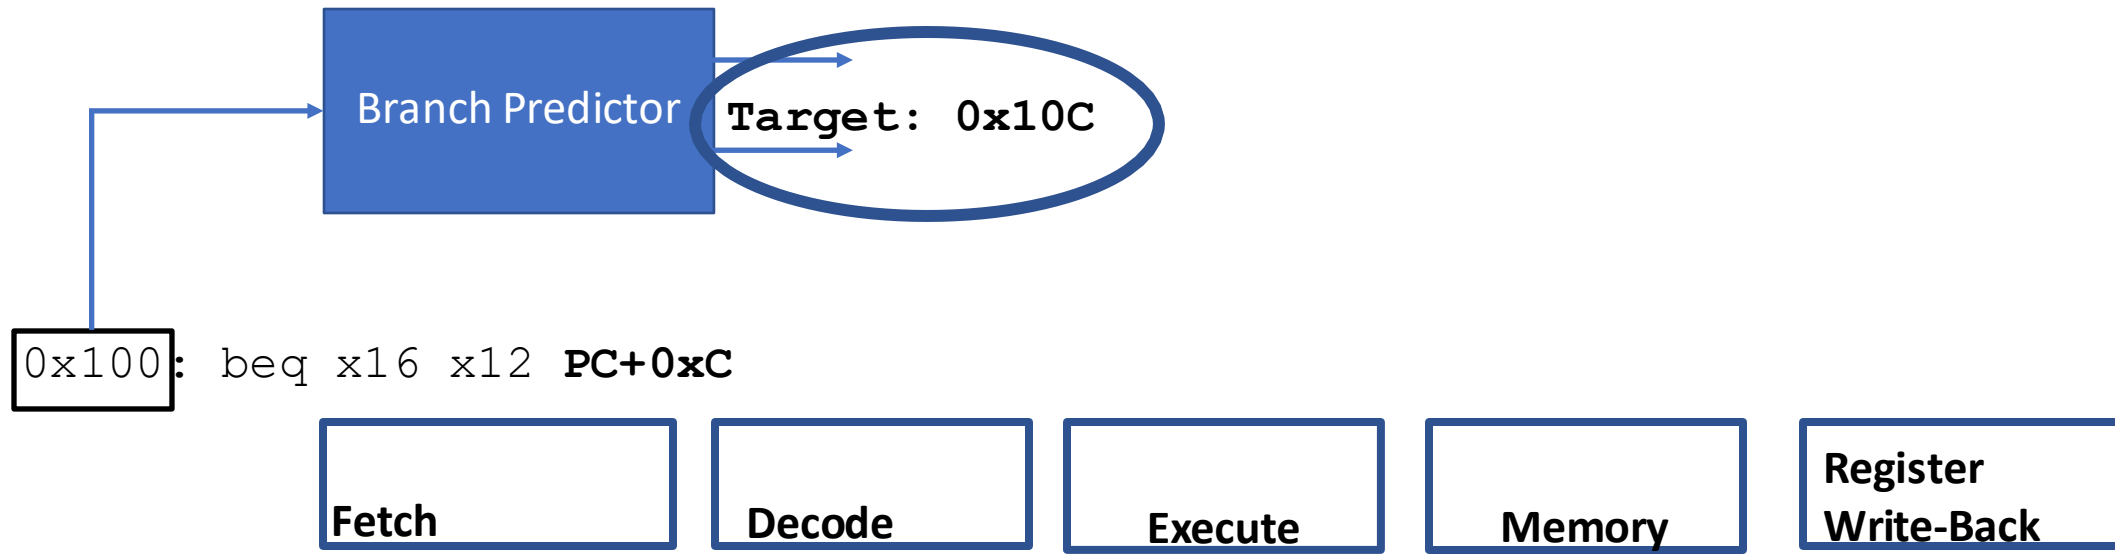 Branch Predictor
Target: 0x10C
0x100: beq x16 x12 PC+0xC
Fetch
Decode
Execute
Memory
Register
Write-Back